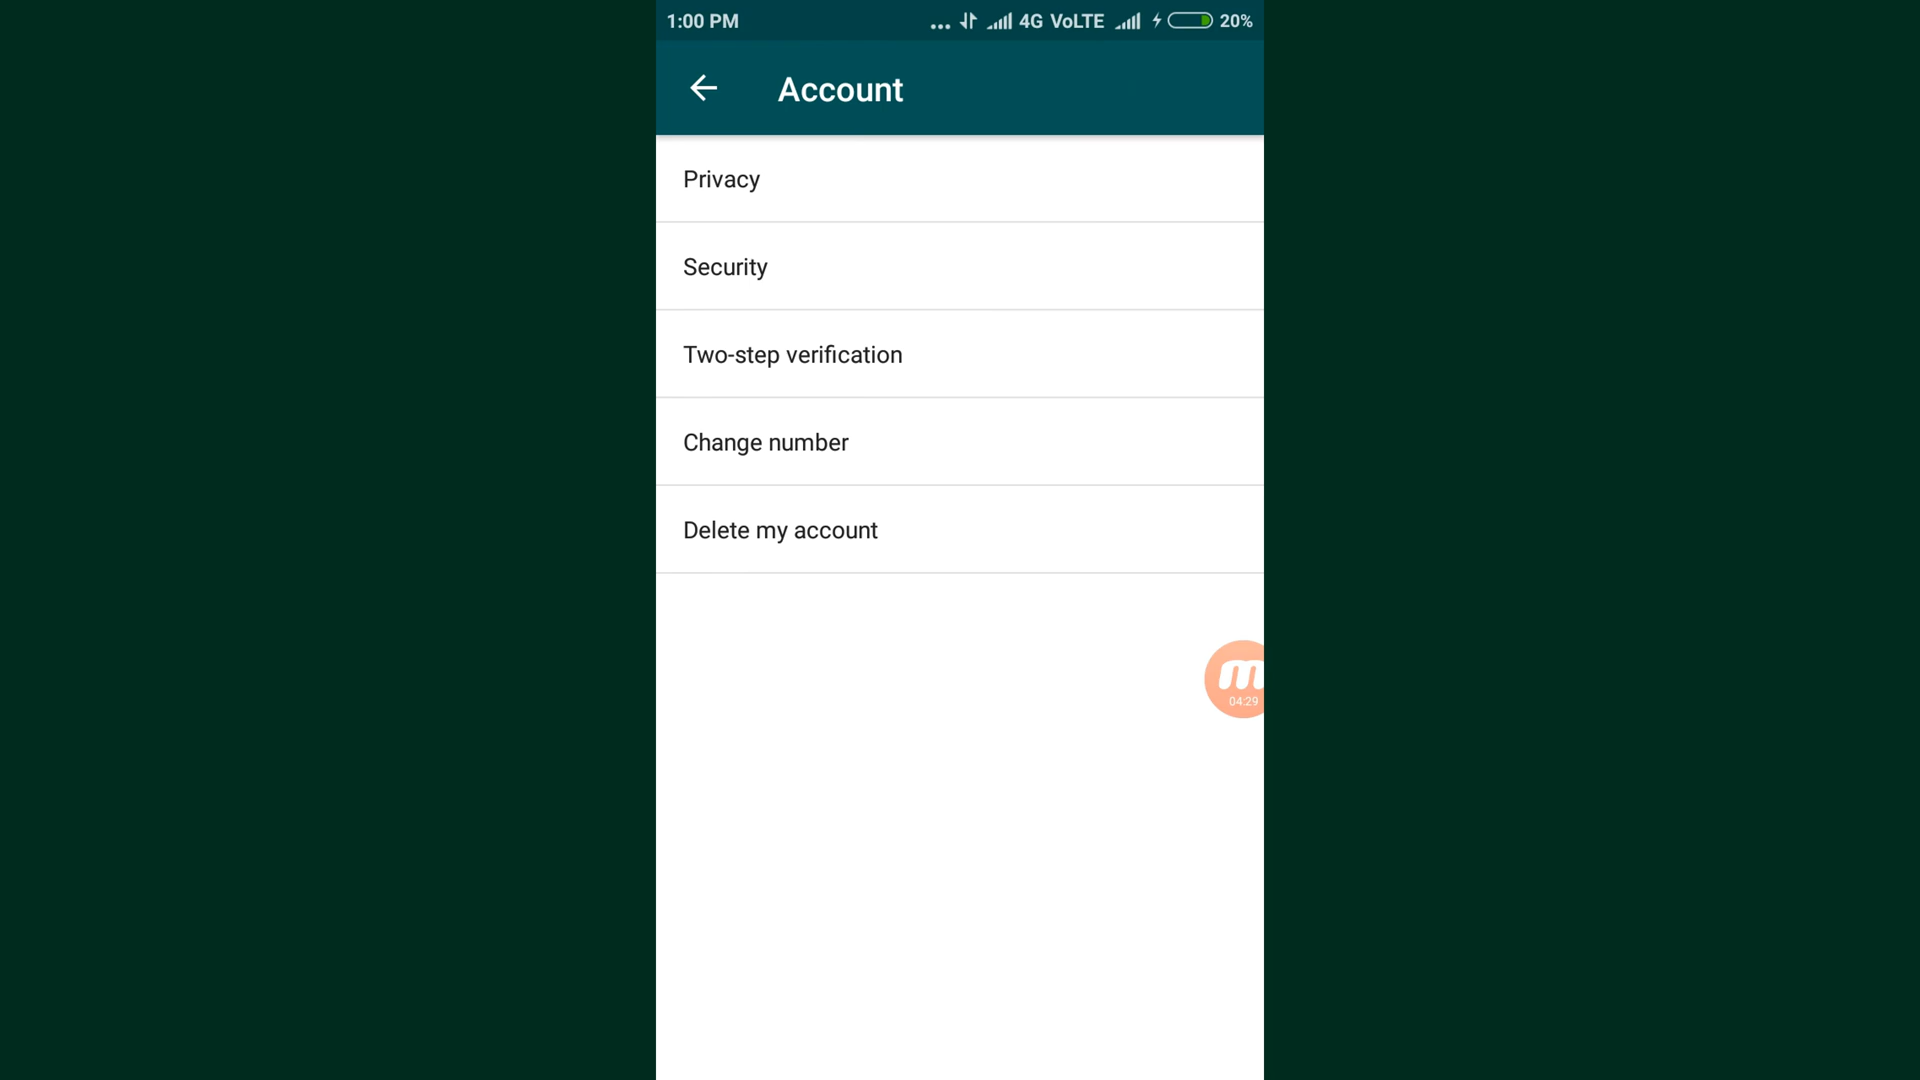 1:00 PM ... 4G VoLTE 20%
Account
Privacy
Security
Two-step verification
Change number
Delete my account
m
04:29